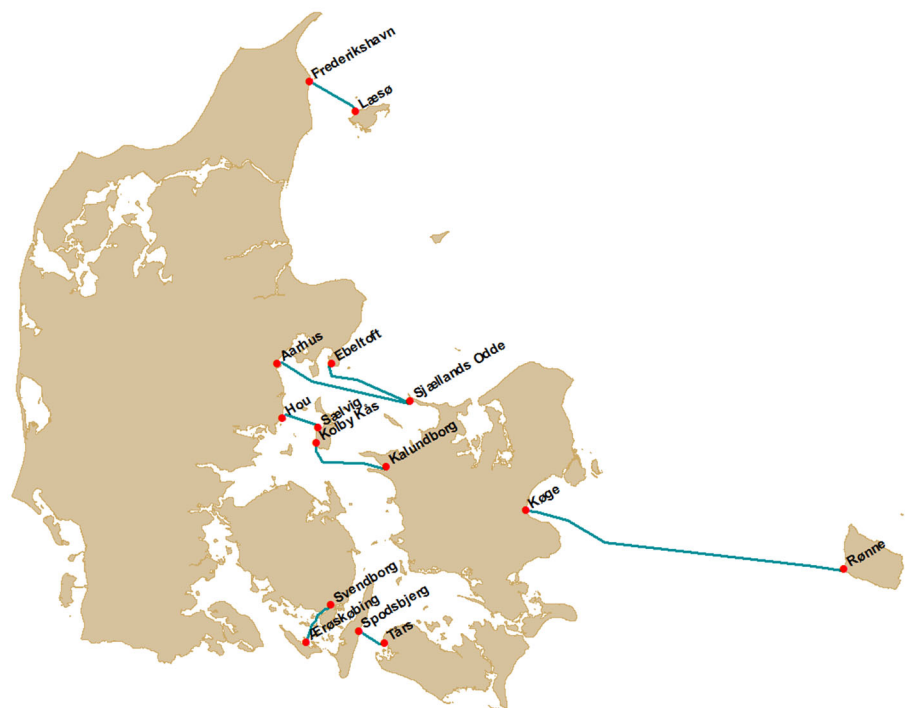 Frederikshavn
Læsø
Aarhus
Ebeltoft
Sjællands Odde
Hou
Sælvig
Kolby Kås
Kalundborg
Køge
Rønne
Svendborg
Ærøskøbing
Spodsbjerg
Tårs